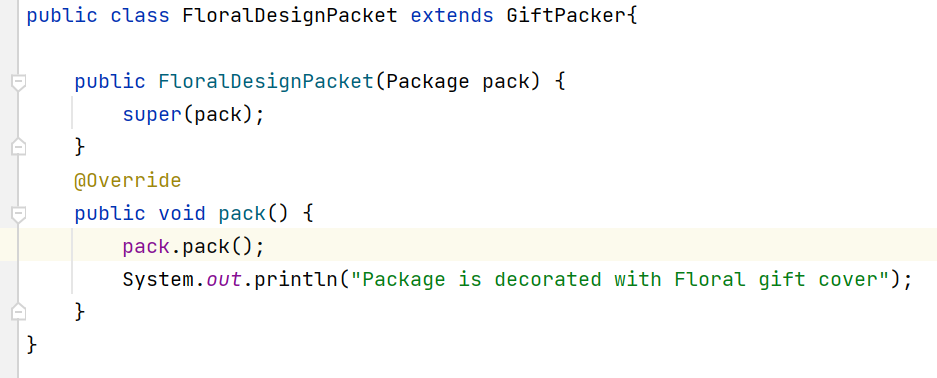 public class FloralDesignPacket extends GiftPacker{
public FloralDesignPacket(Package pack) {
super(pack);
}
@Override
public void pack() {
pack.pack();
System.out.println("Package is decorated with Floral gift cover");
}
}